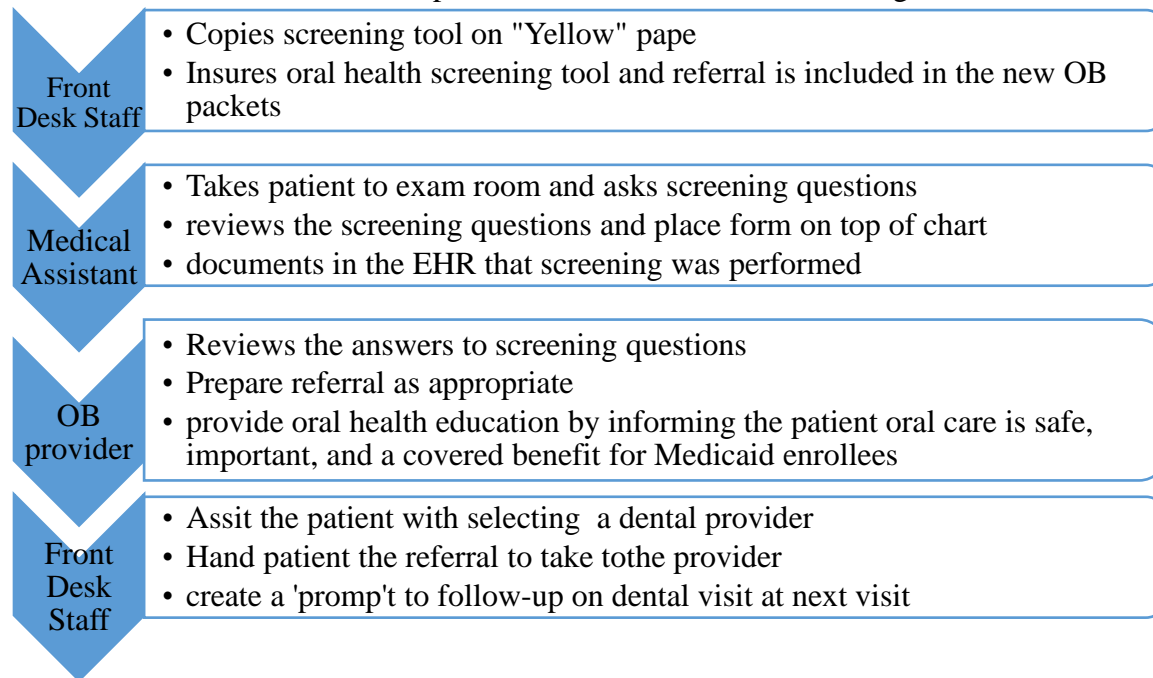 Front
Desk Staff
• Copies screening tool on "Yellow" pape
• Insures oral health screening tool and referral is included in the new OB
packets
Medical
Assistant
• Takes patient to exam room and asks screening questions
• reviews the screening questions and place form on top of chart
• documents in the EHR that screening was performed
OB
provider
• Reviews the answers to screening questions
• Prepare referral as appropriate
• provide oral health education by informing the patient oral care is safe,
important, and a covered benefit for Medicaid enrollees
Front
Desk
Staff
• Assit the patient with selecting a dental provider
• Hand patient the referral to take tothe provider
• create a 'promp't to follow-up on dental visit at next visit